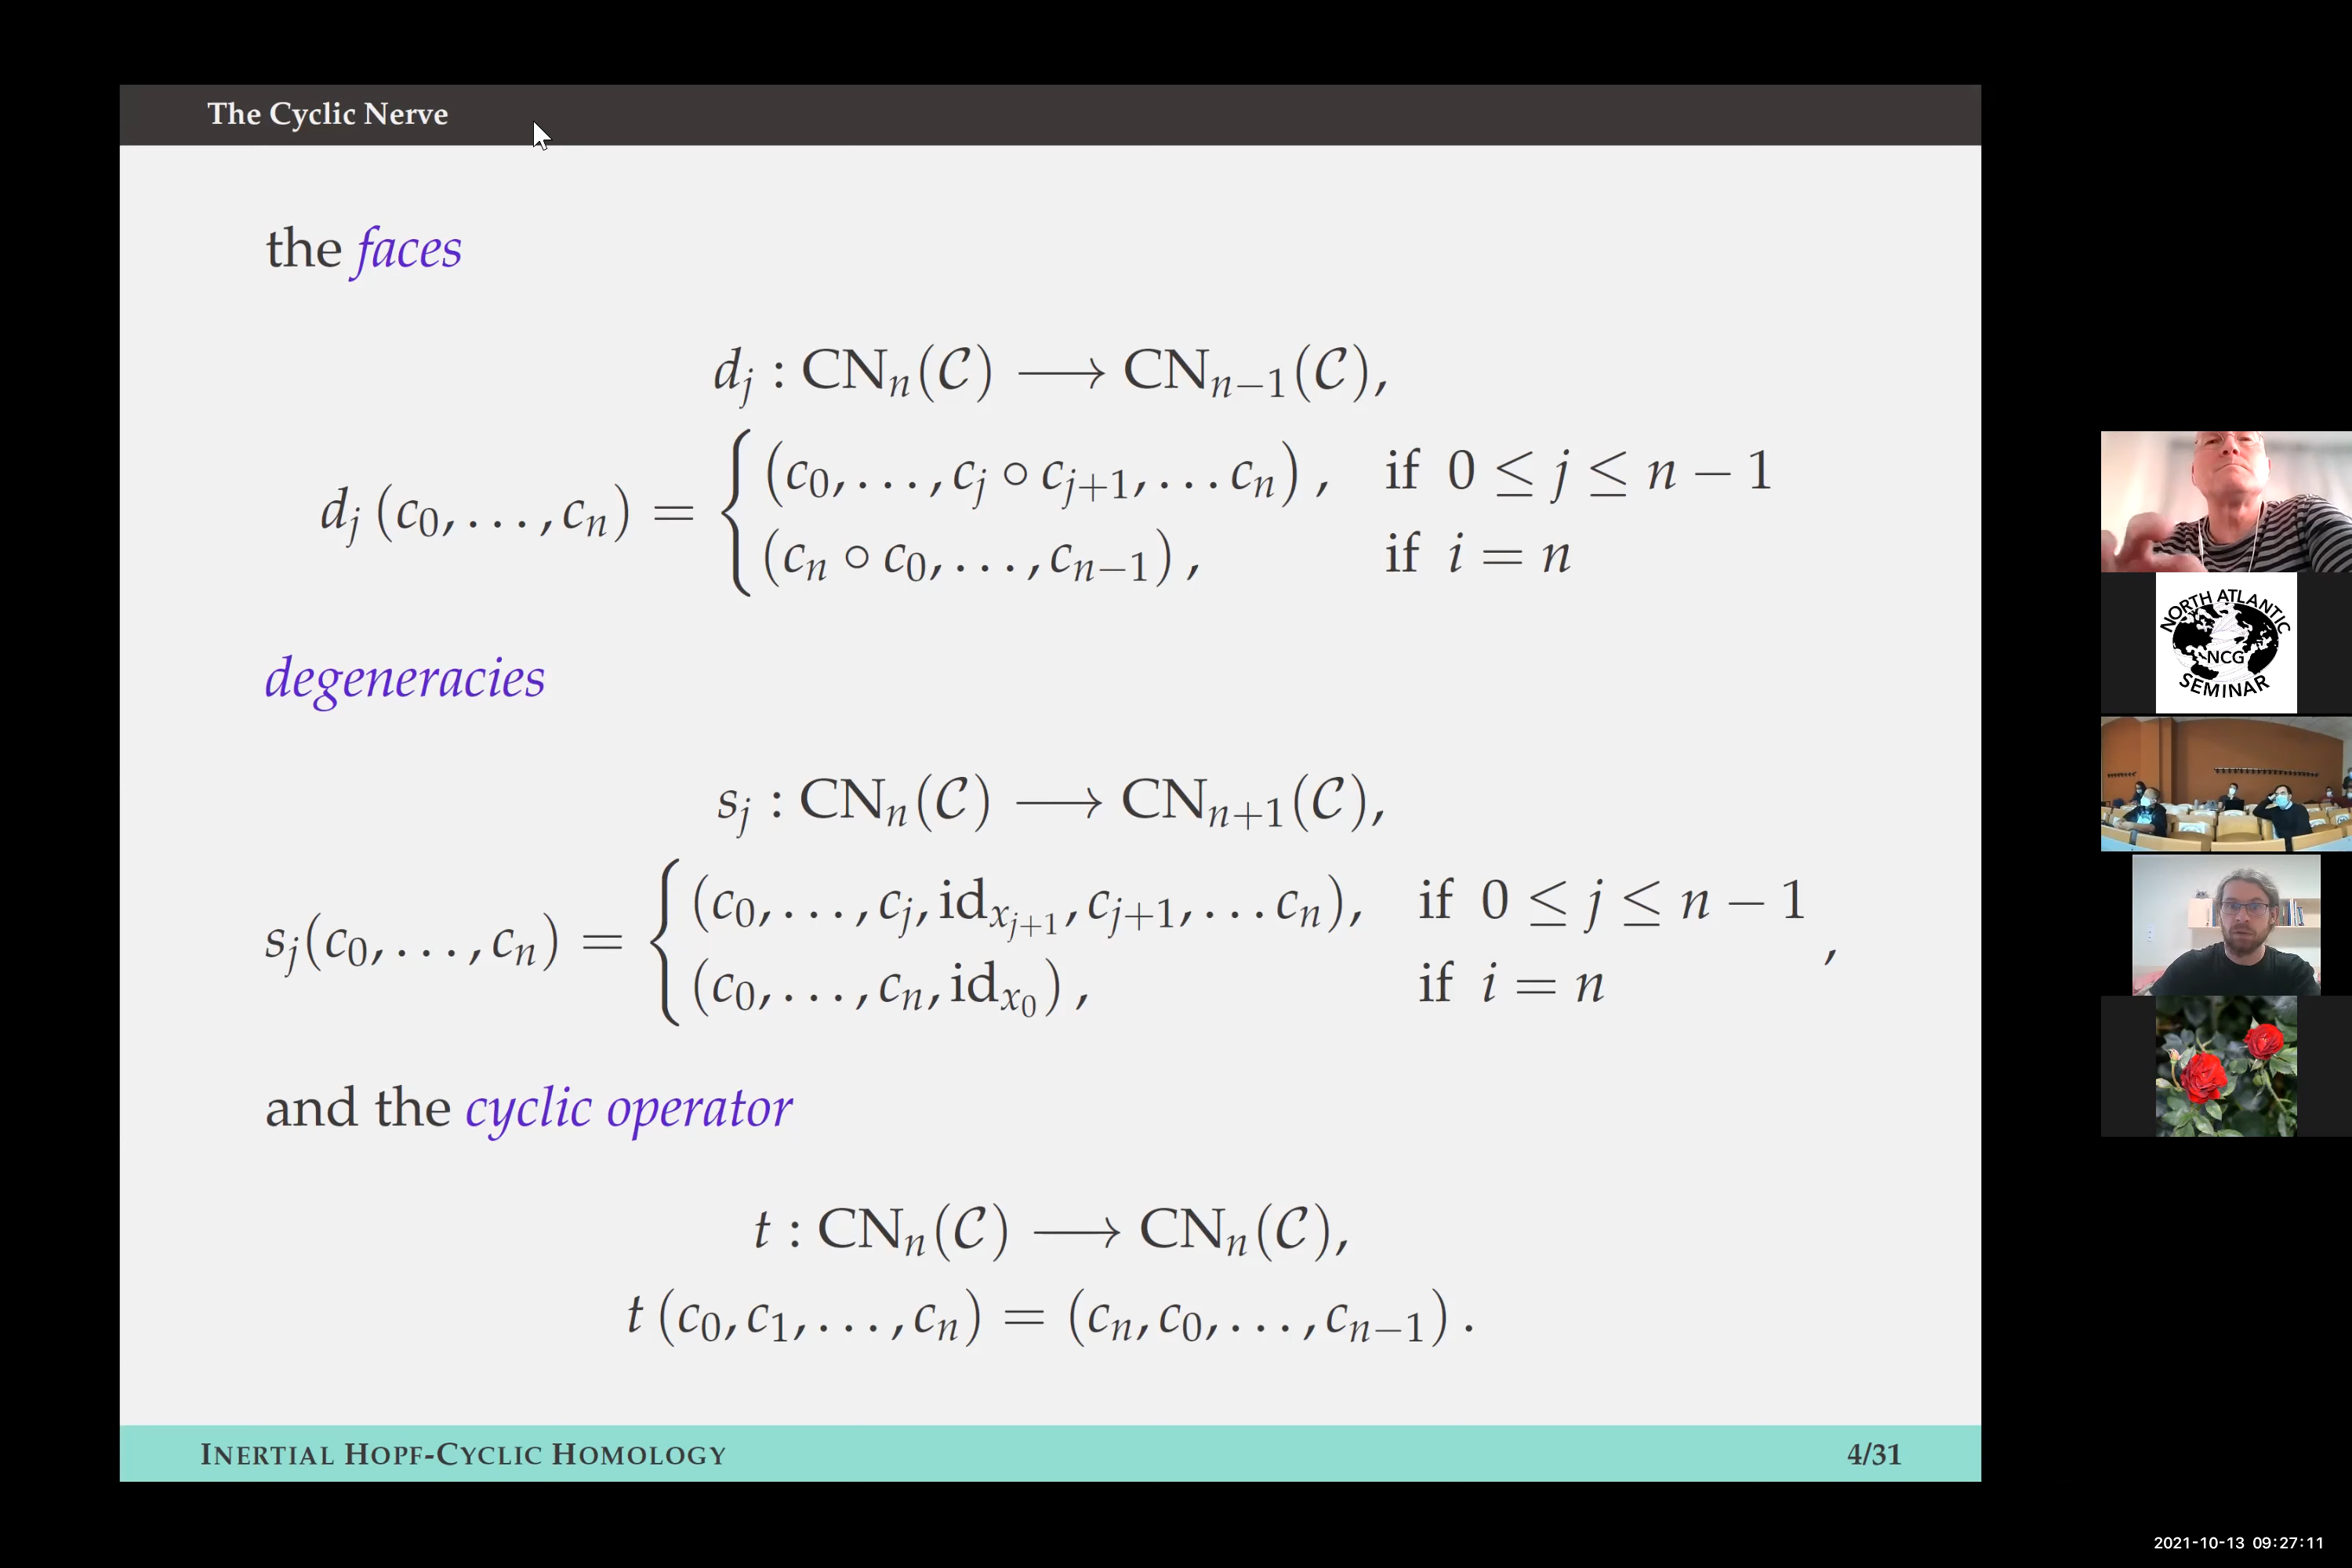 The Cyclic Nerve
the faces
d_j : CN_n(𝒞) ⟶ CN_{n−1}(𝒞),
d_j (c_0, . . . , c_n) = { (c_0, . . . , c_j ∘ c_{j+1}, . . . c_n) ,   if 0 ≤ j ≤ n − 1
(c_n ∘ c_0, . . . , c_{n−1}) ,   if i = n
degeneracies
s_j : CN_n(𝒞) ⟶ CN_{n+1}(𝒞),
s_j(c_0, . . . , c_n) = { (c_0, . . . , c_j, id_{x_{j+1}}, c_{j+1}, . . . c_n),   if 0 ≤ j ≤ n − 1
(c_0, . . . , c_n, id_{x_0}) ,   if i = n ,
and the cyclic operator
t : CN_n(𝒞) ⟶ CN_n(𝒞),
t (c_0, c_1, . . . , c_n) = (c_n, c_0, . . . , c_{n−1}) .
INERTIAL HOPF-CYCLIC HOMOLOGY
4/31
NORTH ATLANTIC
NCG
SEMINAR
2021-10-13 09:27:11